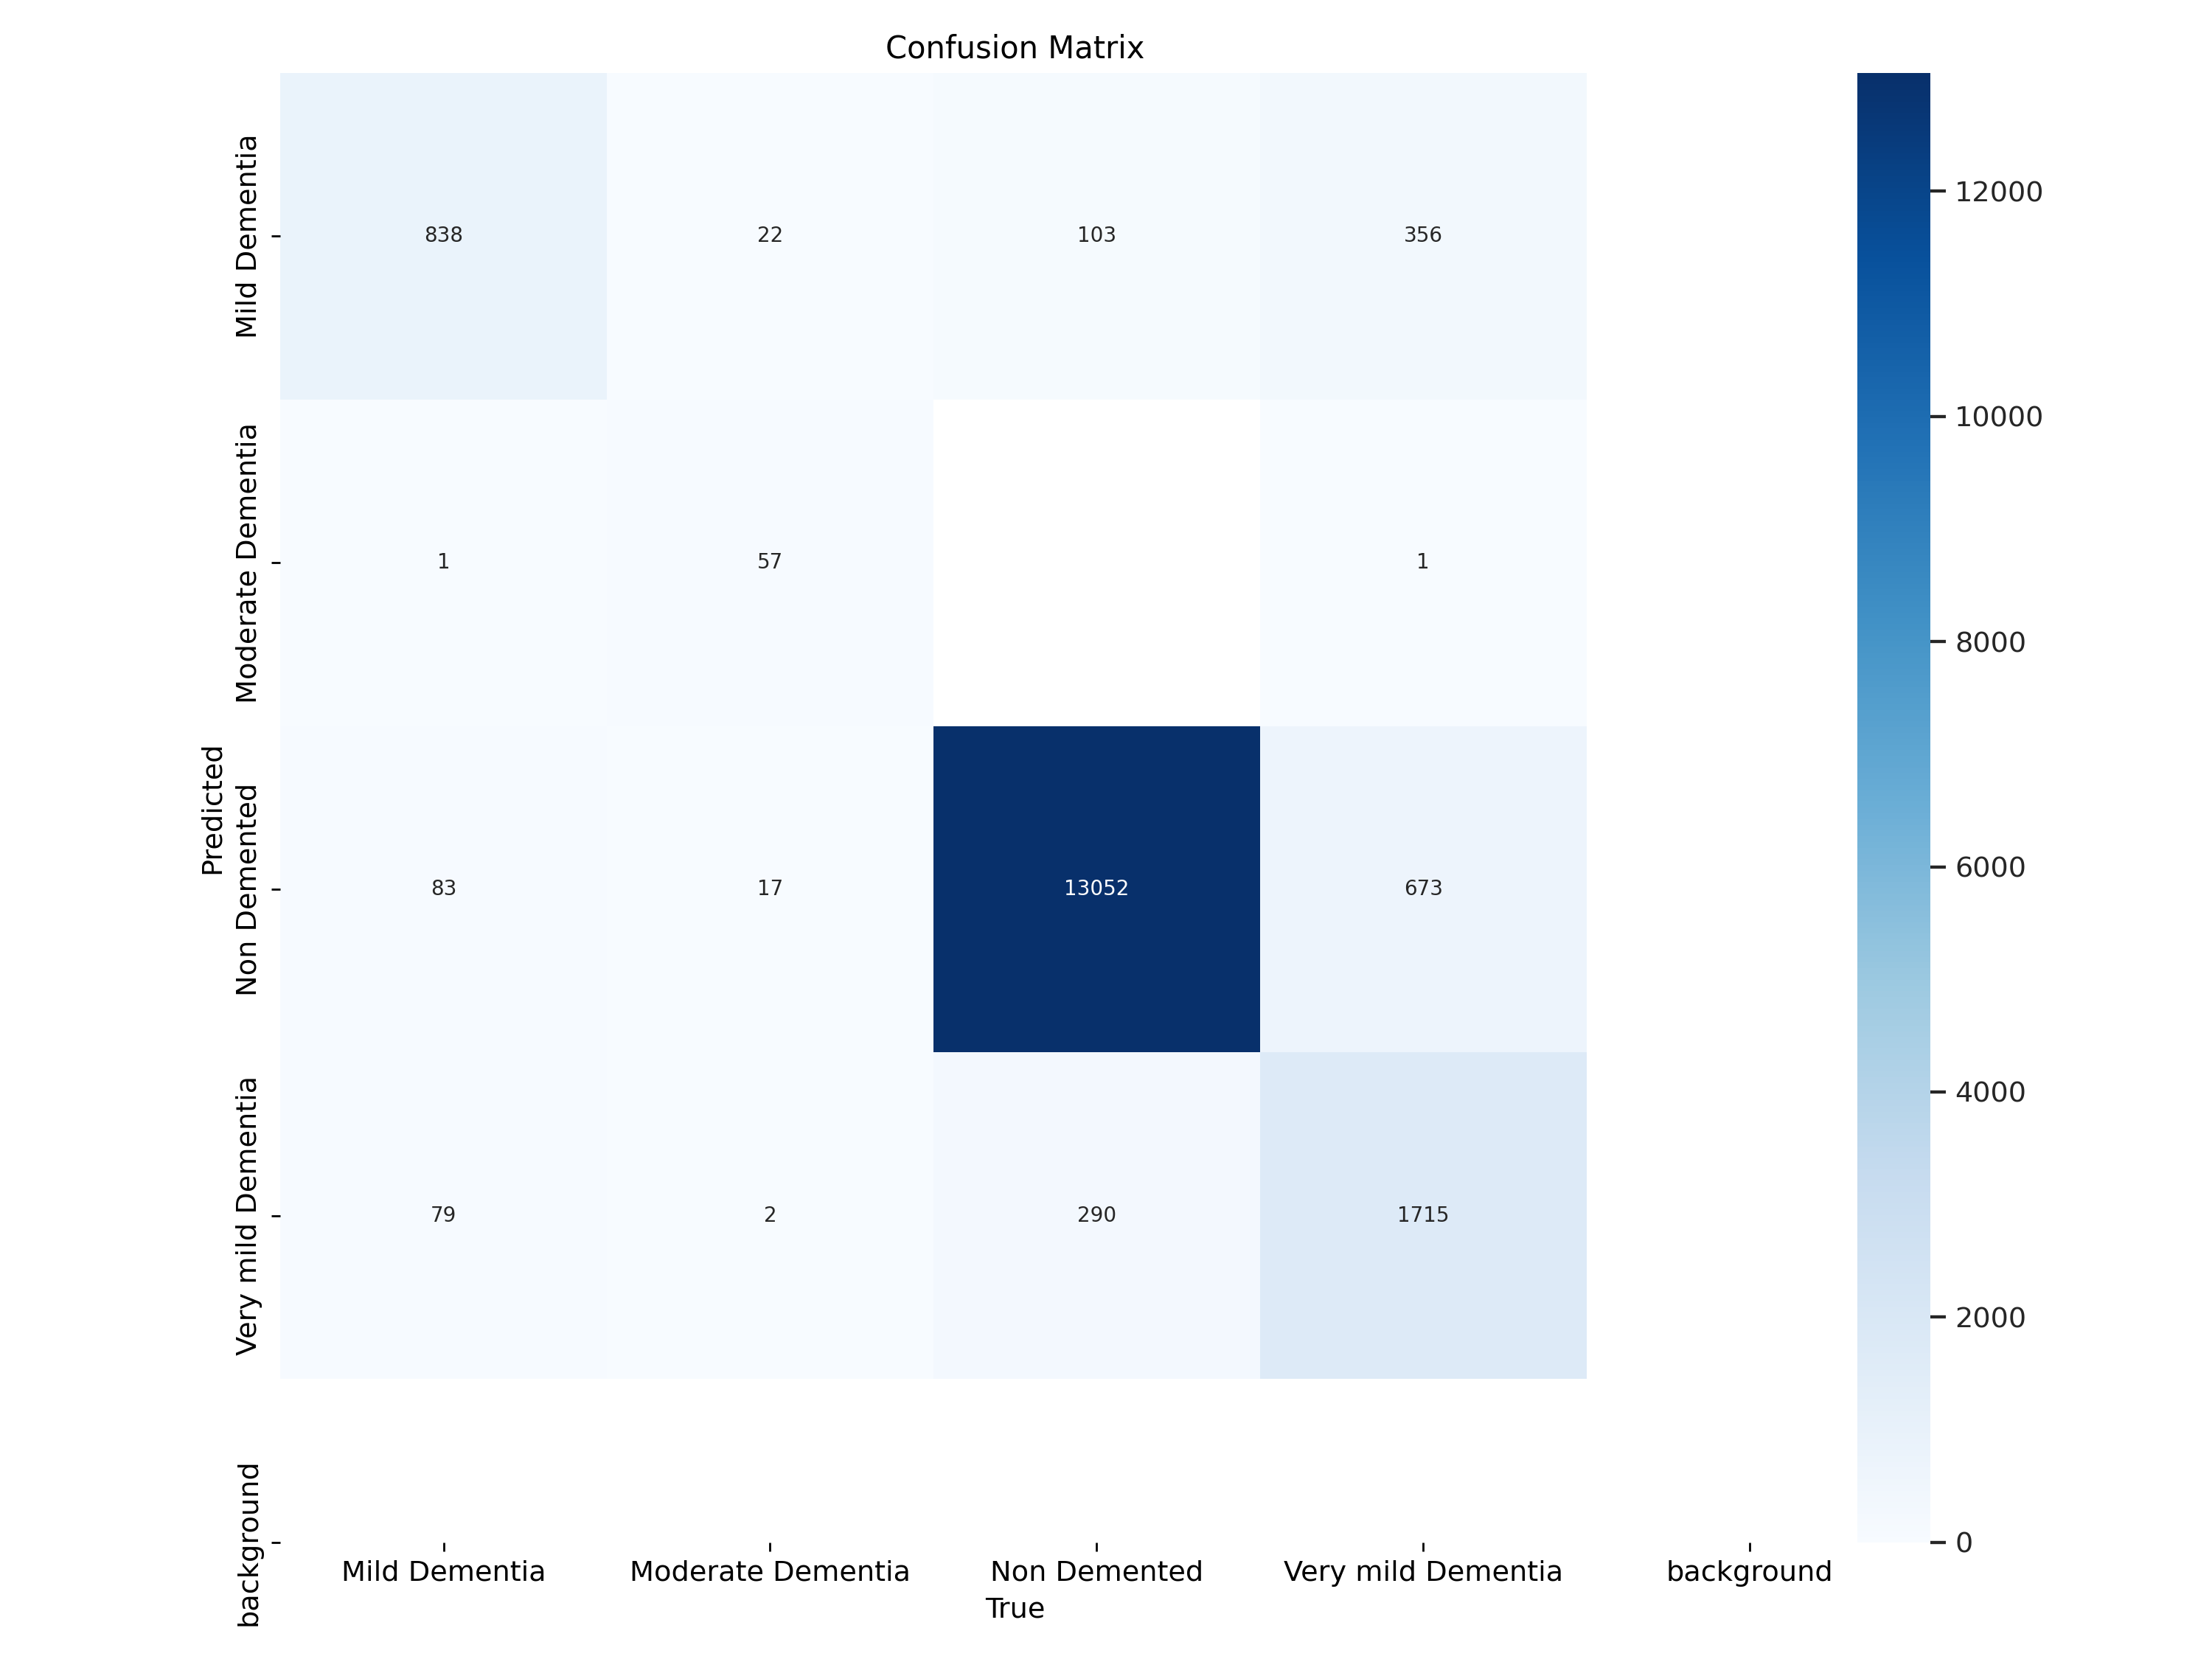 Confusion Matrix
Mild Dementia
838
22
103
356
Moderate Dementia
1
57
1
Predicted
Non Demented
83
17
13052
673
Very mild Dementia
79
2
290
1715
background
Mild Dementia
Moderate Dementia
Non Demented
Very mild Dementia
background
True
12000
10000
8000
6000
4000
2000
0